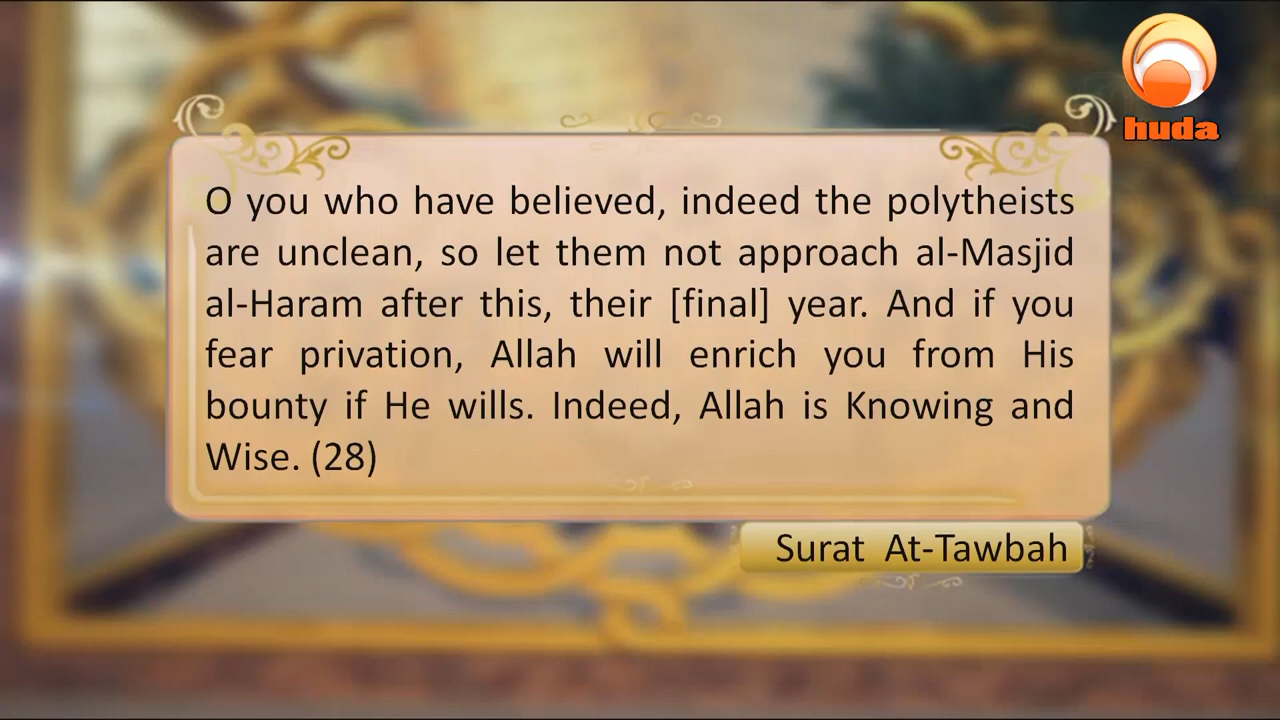 huda
O you who have believed, indeed the polytheists
are unclean, so let them not approach al-Masjid
al-Haram after this, their [final] year. And if you
fear privation, Allah will enrich you from His
bounty if He wills. Indeed, Allah is Knowing and
Wise. (28)
Surat At-Tawbah